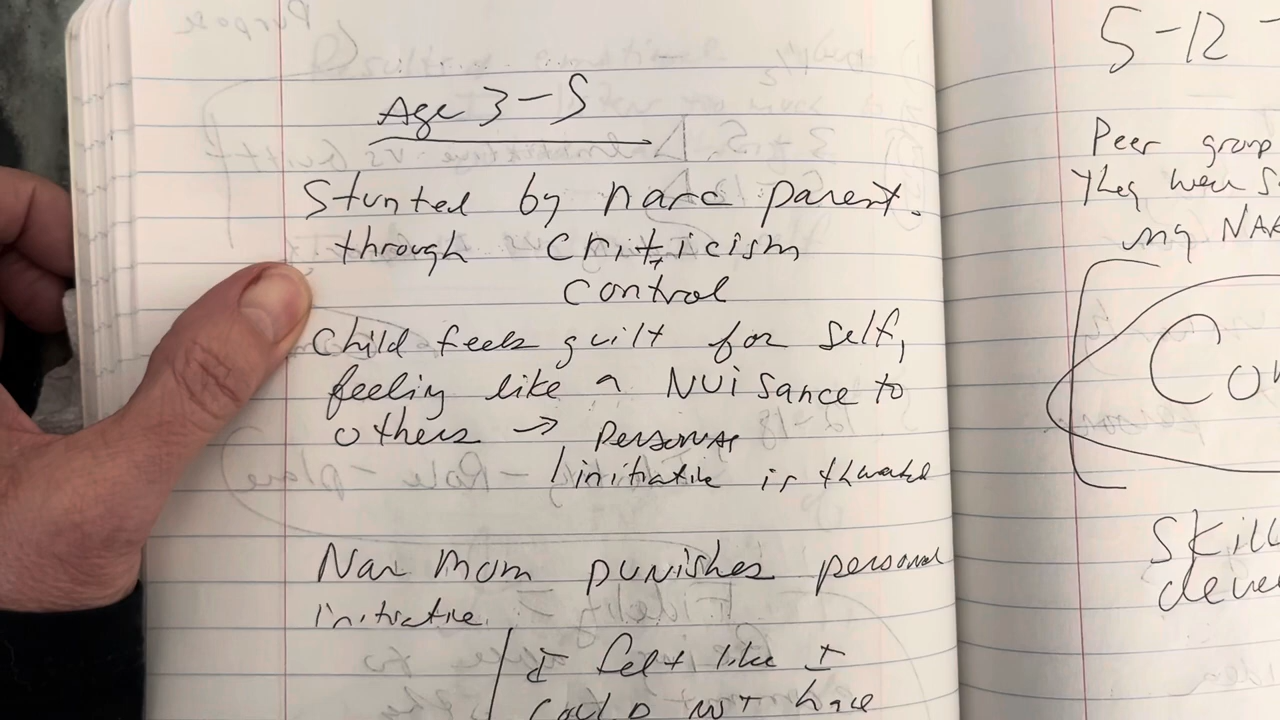 Age 3-5
Stunted by narc parent.
through criticism
control
Child feels guilt for self,
feeling like a NUisance to
others → personal
initiative is thwarted
Nar Mom punishes personal
initiative.
I felt like I
could not have
5-12 -
Peer group
They were s
my NAR
Co
Skill
deve